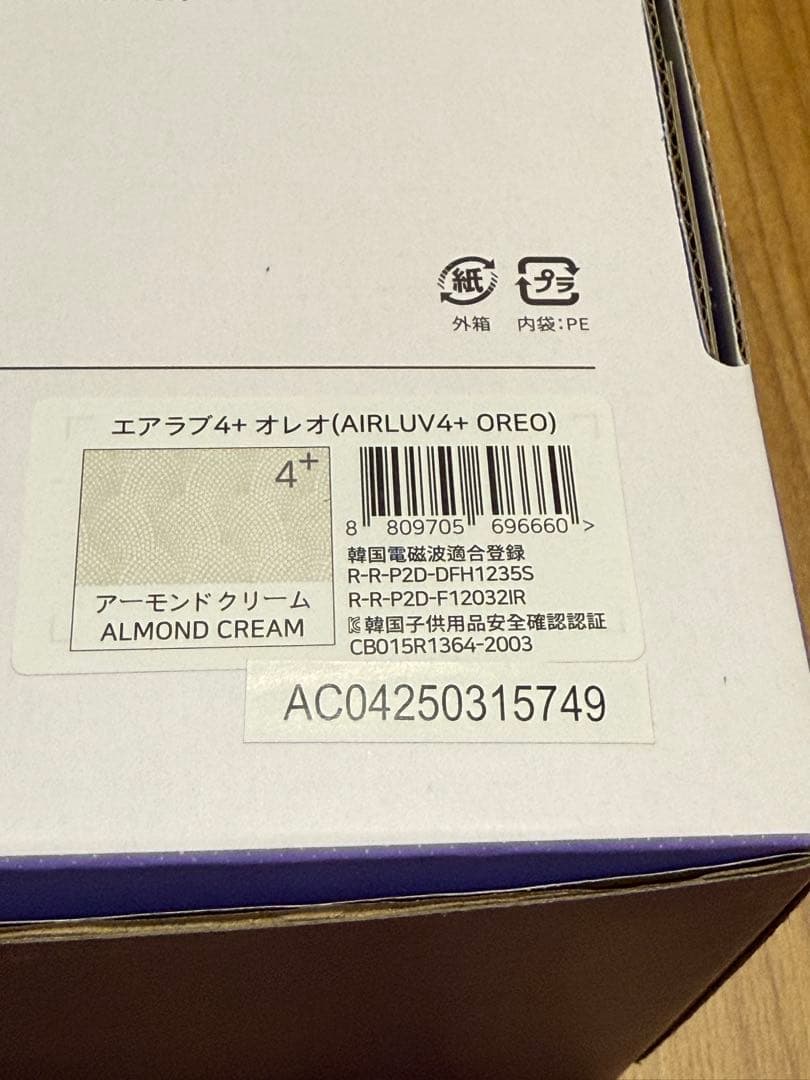 紙
プラ
外箱
内袋:PE
エアラブ4+ オレオ(AIRLUV4+ OREO)
4+
アーモンド クリーム
ALMOND CREAM
8 809705 696660 >
韓国電磁波適合登録
R-R-P2D-DFH1235S
R-R-P2D-F12032IR
韓国子供用品安全確認認証
CB015R1364-2003
AC04250315749